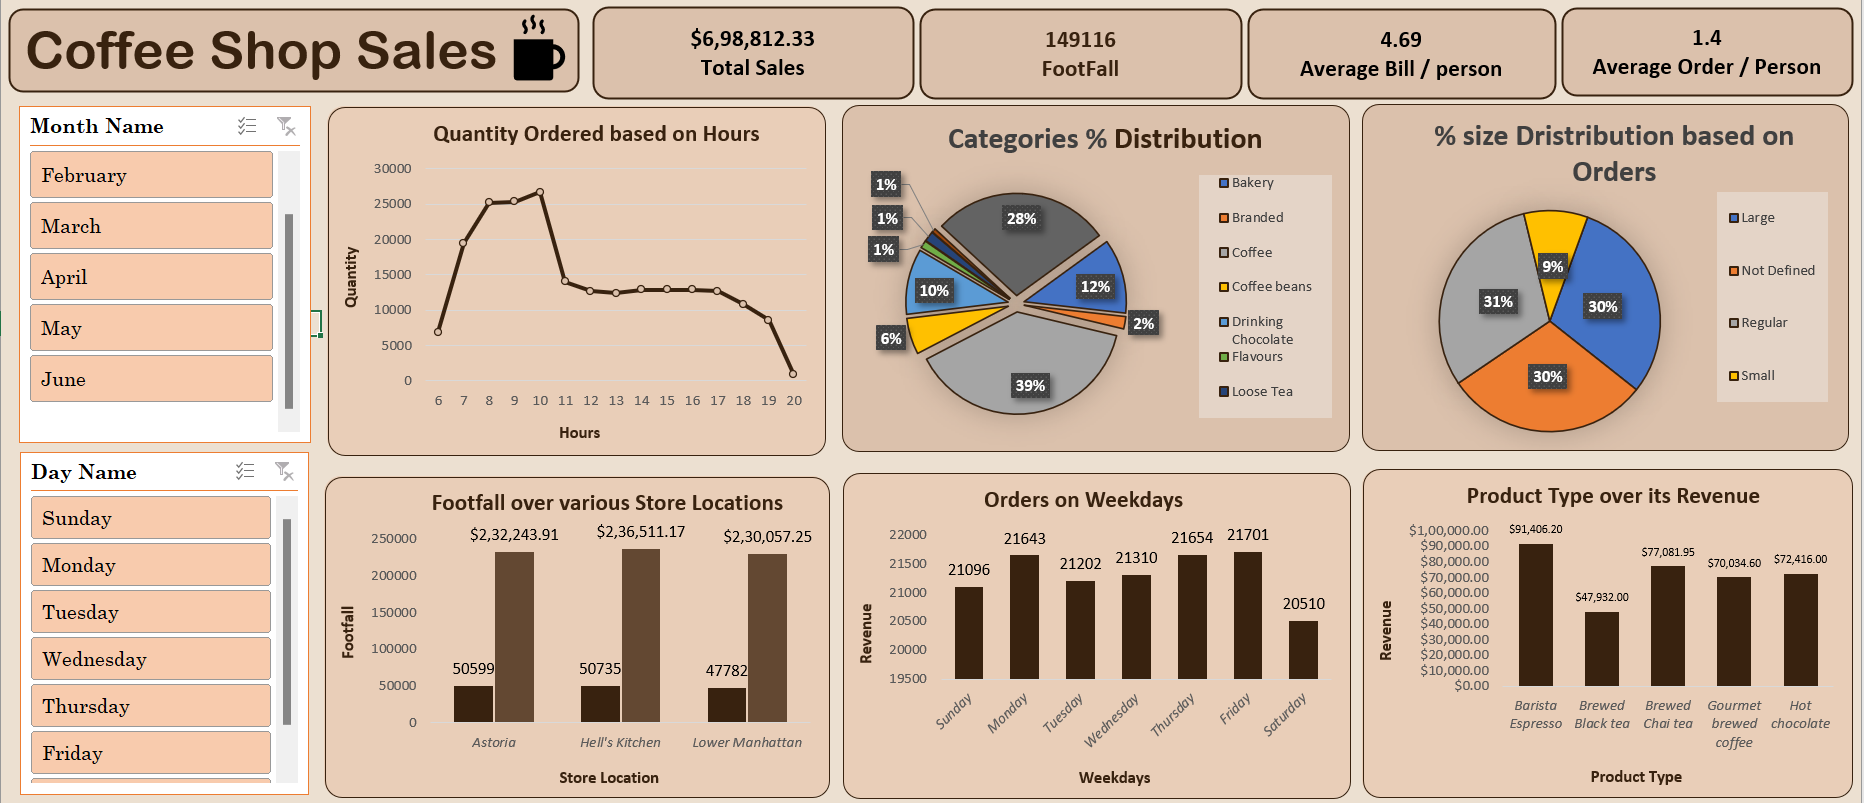 Coffee Shop Sales
$6,98,812.33
Total Sales
149116
FootFall
4.69
Average Bill / person
1.4
Average Order / Person
Month Name
February
March
April
May
June
Day Name
Sunday
Monday
Tuesday
Wednesday
Thursday
Friday
Quantity Ordered based on Hours
Quantity
30000
25000
20000
15000
10000
5000
0
6 7 8 9 10 11 12 13 14 15 16 17 18 19 20
Hours
Categories % Distribution
1%
1%
1%
28%
10%
12%
6%
2%
39%
Bakery
Branded
Coffee
Coffee beans
Drinking
Chocolate
Flavours
Loose Tea
% size Dristribution based on
Orders
9%
31%
30%
30%
Large
Not Defined
Regular
Small
Footfall over various Store Locations
Footfall
250000
200000
150000
100000
50000
0
$2,32,243.91
$2,36,511.17
$2,30,057.25
50599
50735
47782
Astoria
Hell's Kitchen
Lower Manhattan
Store Location
Orders on Weekdays
Revenue
22000
21500
21000
20500
20000
19500
21096
21643
21202
21310
21654
21701
20510
Sunday
Monday
Tuesday
Wednesday
Thursday
Friday
Saturday
Weekdays
Product Type over its Revenue
Revenue
$1,00,000.00
$90,000.00
$80,000.00
$70,000.00
$60,000.00
$50,000.00
$40,000.00
$30,000.00
$20,000.00
$10,000.00
$0.00
$91,406.20
$47,932.00
$77,081.95
$70,034.60
$72,416.00
Barista
Espresso
Brewed
Black tea
Brewed
Chai tea
Gourmet
brewed
coffee
Hot
chocolate
Product Type